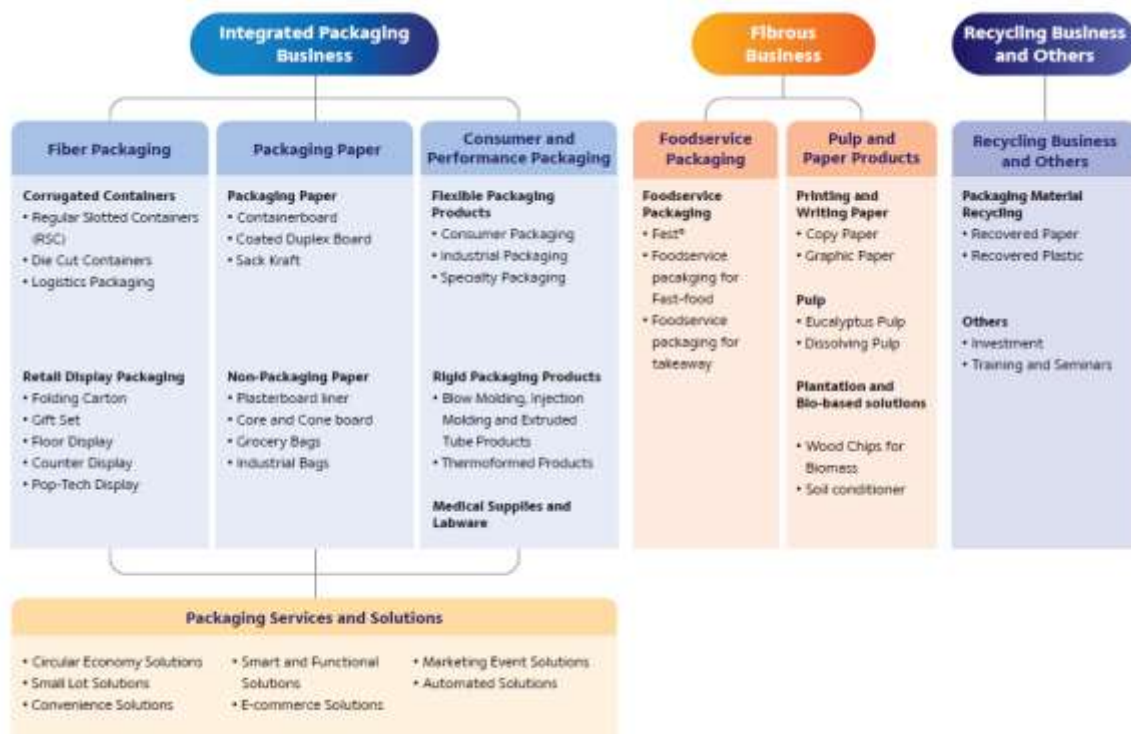 Integrated Packaging
Business
Fibrous
Business
Recycling Business
and Others
Fiber Packaging
Corrugated Containers
• Regular Slotted Containers
(RSC)
• Die Cut Containers
• Logistics Packaging
Retail Display Packaging
• Folding Carton
• Gift Set
• Floor Display
• Counter Display
• Pop-Tech Display
Packaging Paper
Packaging Paper
• Containerboard
• Coated Duplex Board
• Sack Kraft
Non-Packaging Paper
• Plasterboard liner
• Core and Cone board
• Grocery Bags
• Industrial Bags
Consumer and
Performance Packaging
Flexible Packaging
Products
• Consumer Packaging
• Industrial Packaging
• Specialty Packaging
Rigid Packaging Products
• Blow Molding, Injection
Molding and Extruded
Tube Products
• Thermoformed Products
Medical Supplies and
Labware
Foodservice
Packaging
Foodservice
Packaging
• Fest®
• Foodservice
pacakging for
Fast-food
• Foodservice
packaging for
takeaway
Pulp and
Paper Products
Printing and
Writing Paper
• Copy Paper
• Graphic Paper
Pulp
• Eucalyptus Pulp
• Dissolving Pulp
Plantation and
Bio-based solutions
• Wood Chips for
Biomass
• Soil conditioner
Recycling Business
and Others
Packaging Material
Recycling
• Recovered Paper
• Recovered Plastic
Others
• Investment
• Training and Seminars
Packaging Services and Solutions
• Circular Economy Solutions
• Small Lot Solutions
• Convenience Solutions
• Smart and Functional
Solutions
• E-commerce Solutions
• Marketing Event Solutions
• Automated Solutions